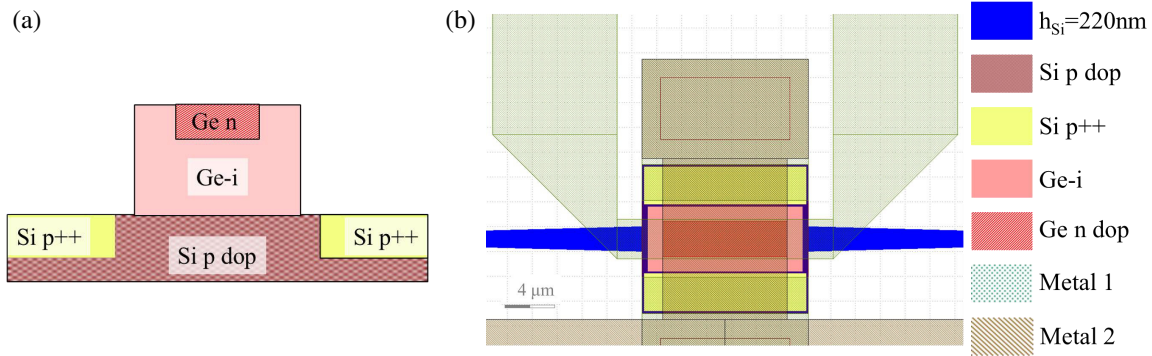 (a)
Ge n
Ge-i
Si p++
Si p dop
Si p++
(b)
4 μm
h_Si=220nm
Si p dop
Si p++
Ge-i
Ge n dop
Metal 1
Metal 2